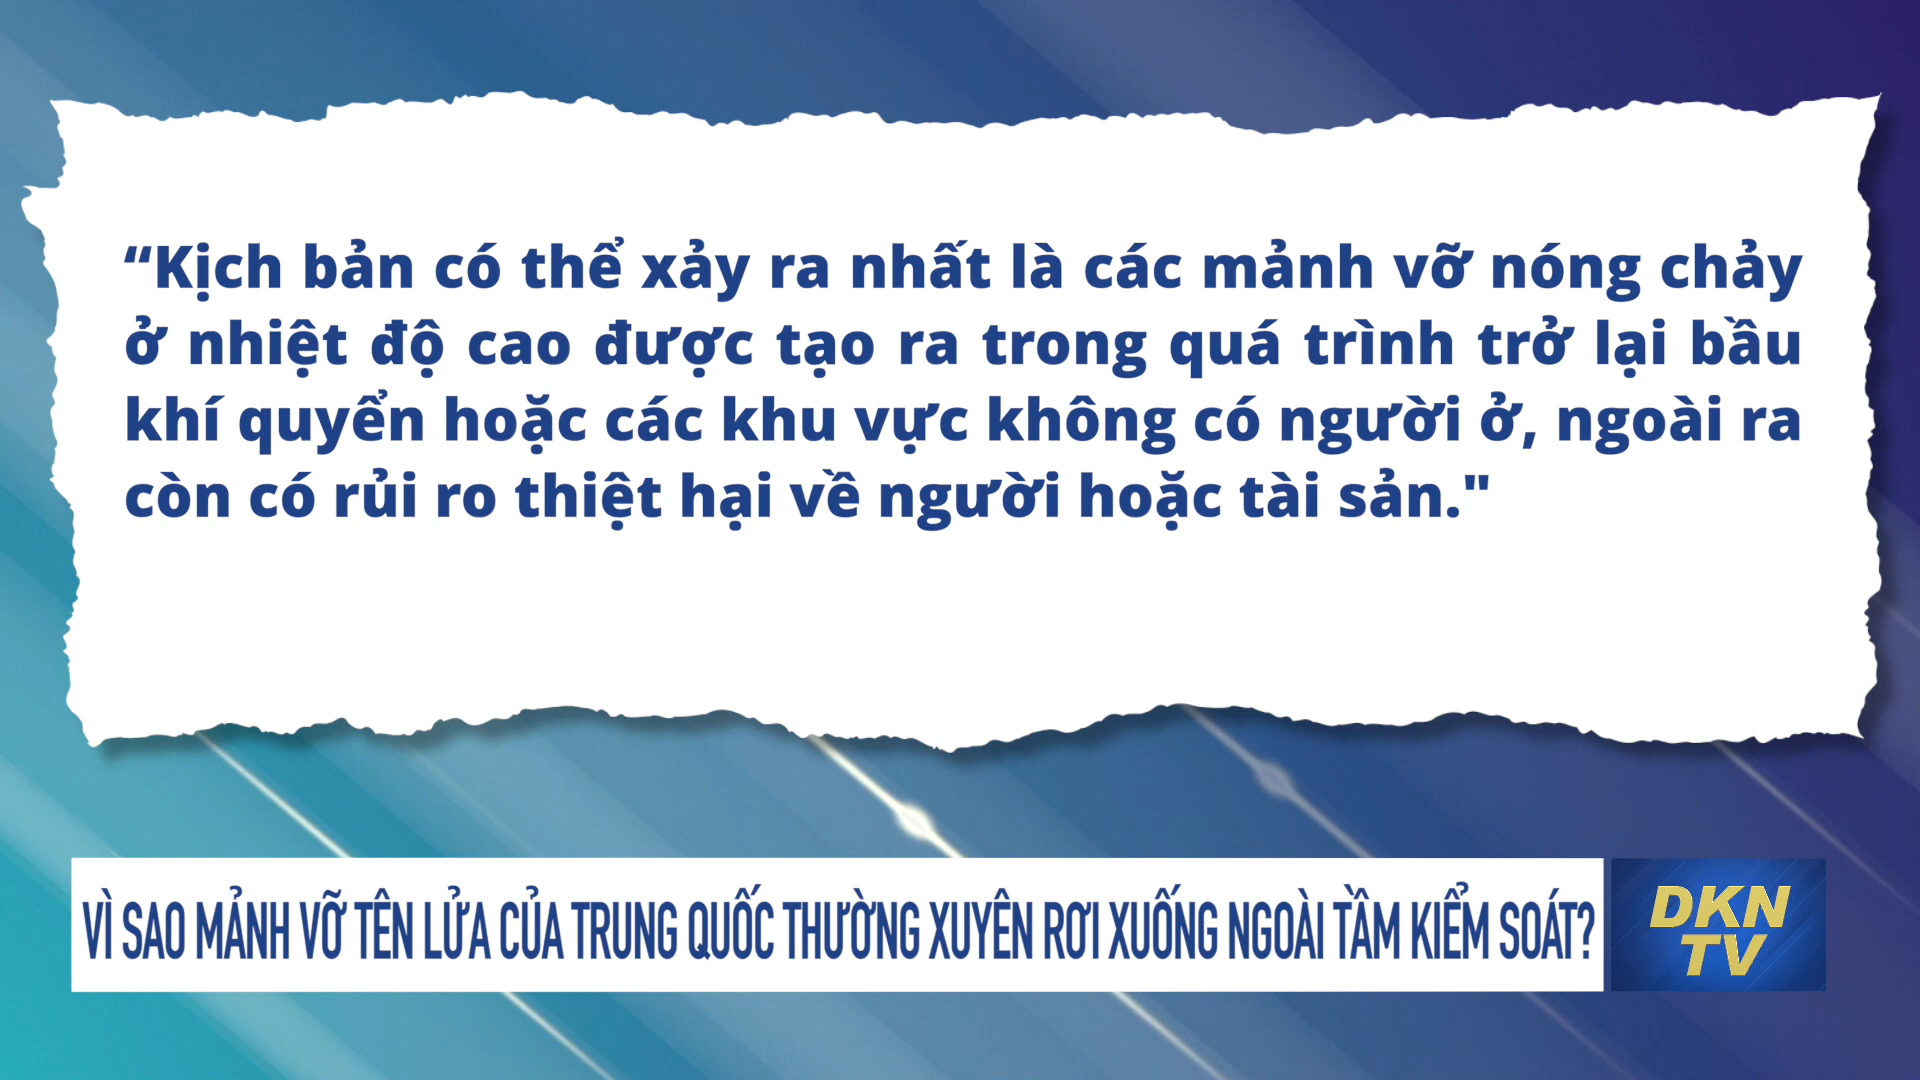 “Kịch bản có thể xảy ra nhất là các mảnh vỡ nóng chảy
ở nhiệt độ cao được tạo ra trong quá trình trở lại bầu
khí quyển hoặc các khu vực không có người ở, ngoài ra
còn có rủi ro thiệt hại về người hoặc tài sản."
VÌ SAO MẢNH VỠ TÊN LỬA CỦA TRUNG QUỐC THƯỜNG XUYÊN RƠI XUỐNG NGOÀI TẦM KIỂM SOÁT?
DKN
TV